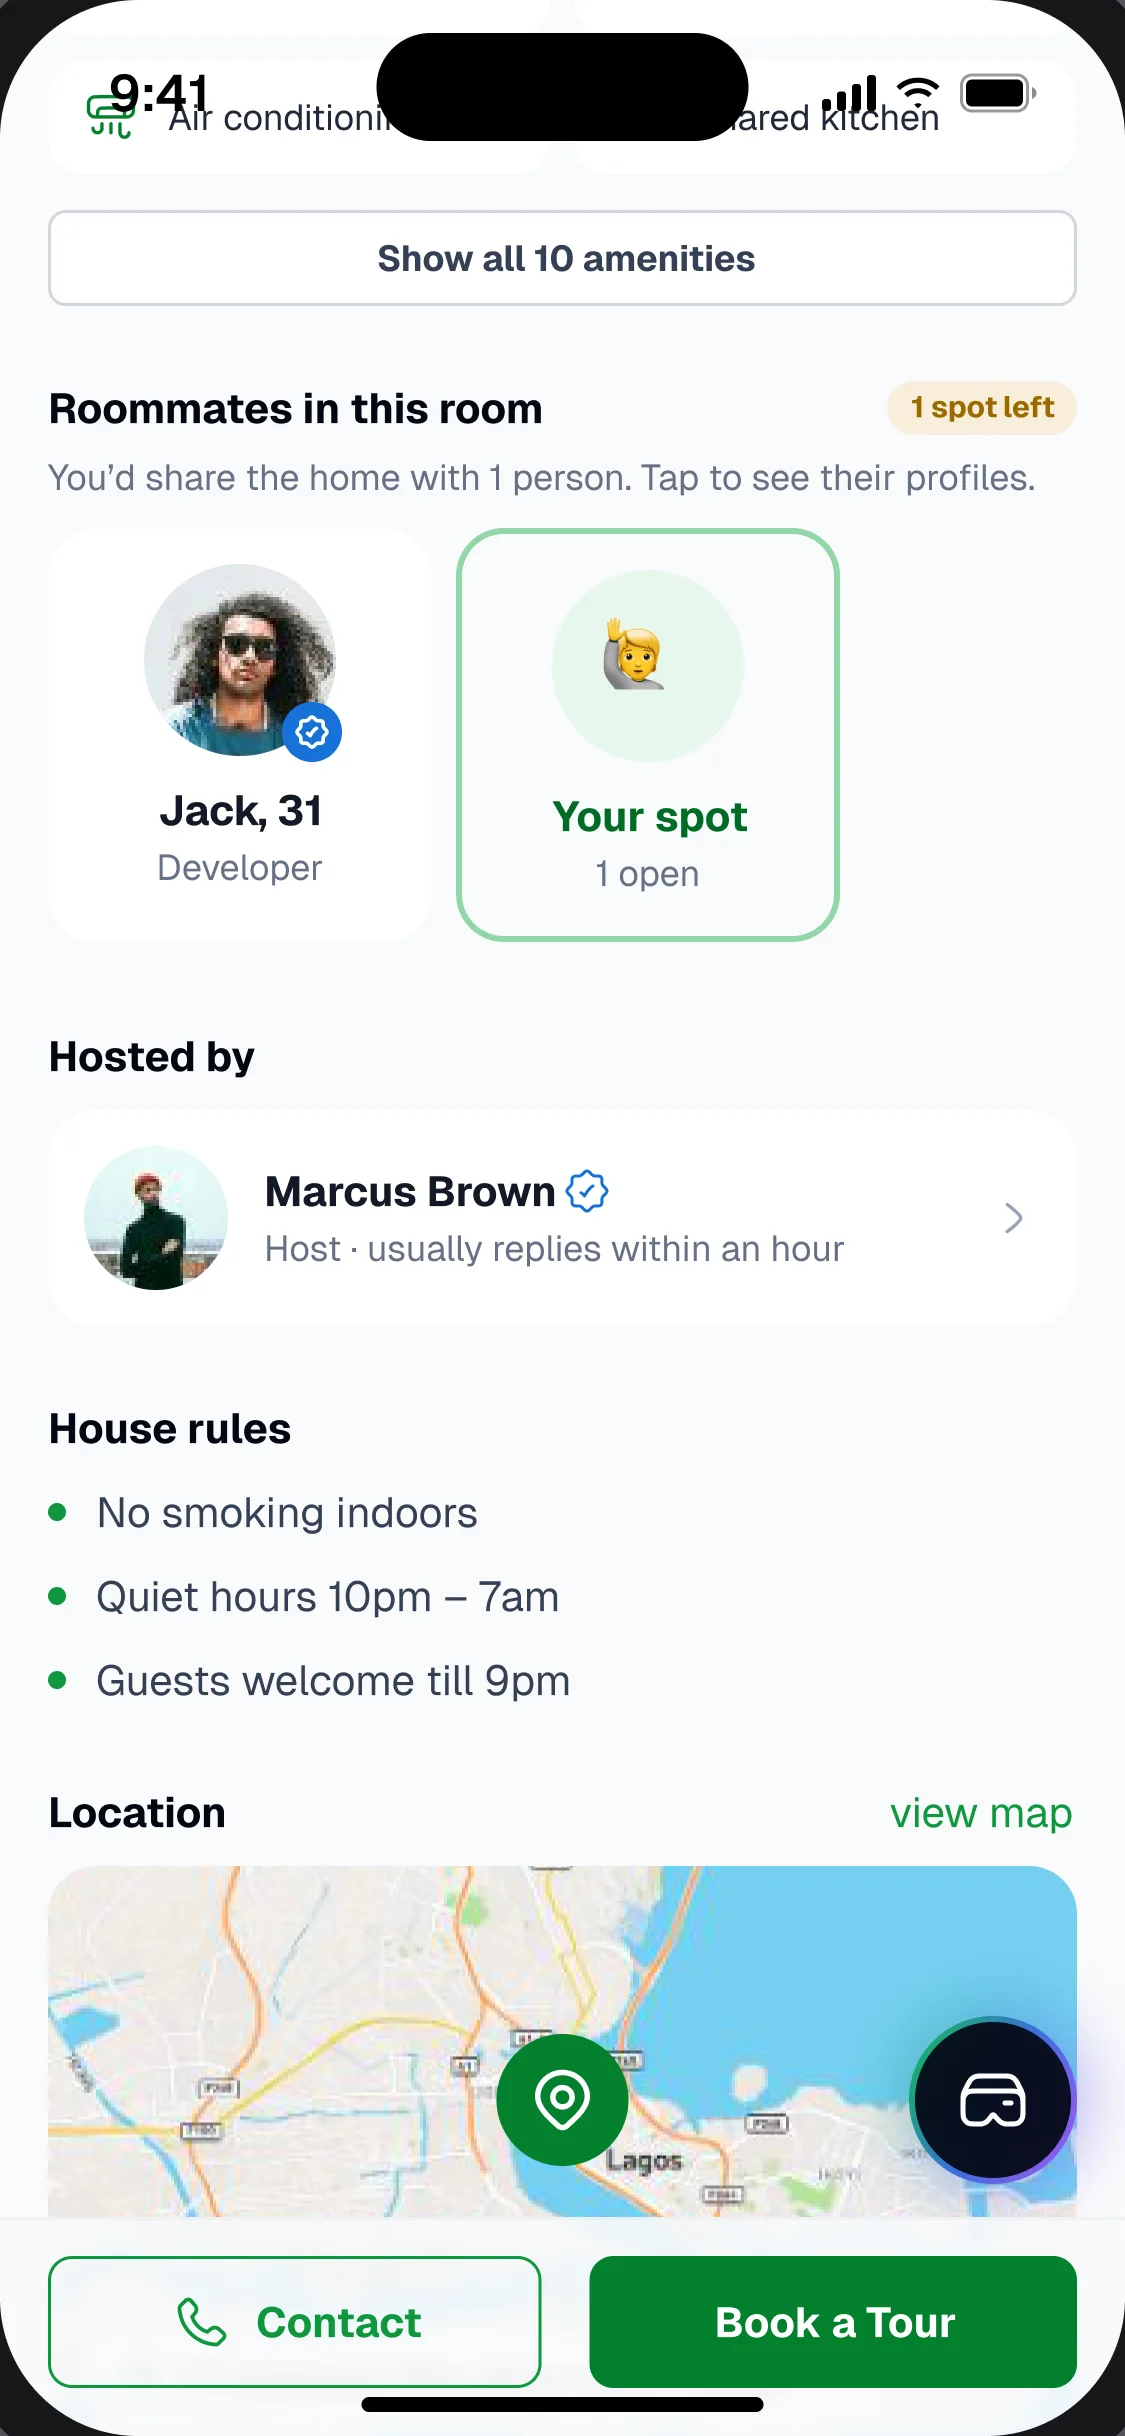 9:41
Air conditioni
ared kitchen
Show all 10 amenities
Roommates in this room
1 spot left
You’d share the home with 1 person. Tap to see their profiles.
Jack, 31
Developer
Your spot
1 open
Hosted by
Marcus Brown
Host · usually replies within an hour
House rules
No smoking indoors
Quiet hours 10pm – 7am
Guests welcome till 9pm
Location
view map
Lagos
Contact
Book a Tour